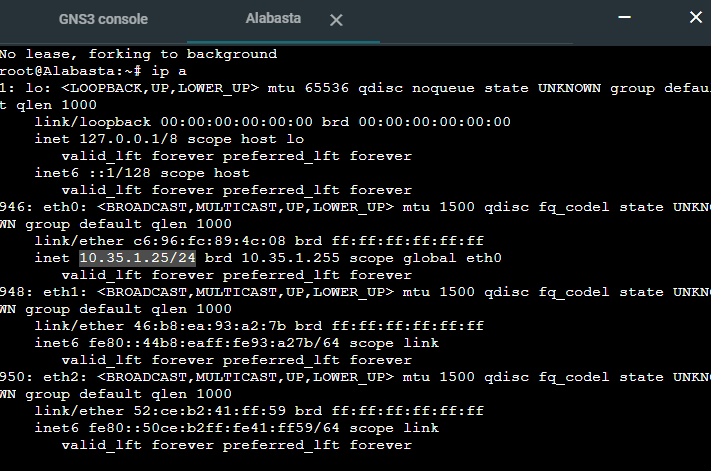 GNS3 console
Alabasta
No lease, forking to background
root@Alabasta:~# ip a
1: lo: <LOOPBACK,UP,LOWER_UP> mtu 65536 qdisc noqueue state UNKNOWN group defau
t qlen 1000
link/loopback 00:00:00:00:00:00 brd 00:00:00:00:00:00
inet 127.0.0.1/8 scope host lo
valid_lft forever preferred_lft forever
inet6 ::1/128 scope host
valid_lft forever preferred_lft forever
946: eth0: <BROADCAST,MULTICAST,UP,LOWER_UP> mtu 1500 qdisc fq_codel state UNKN
WN group default qlen 1000
link/ether c6:96:fc:89:4c:08 brd ff:ff:ff:ff:ff:ff
inet 10.35.1.25/24 brd 10.35.1.255 scope global eth0
valid_lft forever preferred_lft forever
948: eth1: <BROADCAST,MULTICAST,UP,LOWER_UP> mtu 1500 qdisc fq_codel state UNKN
WN group default qlen 1000
link/ether 46:b8:ea:93:a2:7b brd ff:ff:ff:ff:ff:ff
inet6 fe80::44b8:eaff:fe93:a27b/64 scope link
valid_lft forever preferred_lft forever
950: eth2: <BROADCAST,MULTICAST,UP,LOWER_UP> mtu 1500 qdisc fq_codel state UNKN
WN group default qlen 1000
link/ether 52:ce:b2:41:ff:59 brd ff:ff:ff:ff:ff:ff
inet6 fe80::50ce:b2ff:fe41:ff59/64 scope link
valid_lft forever preferred_lft forever